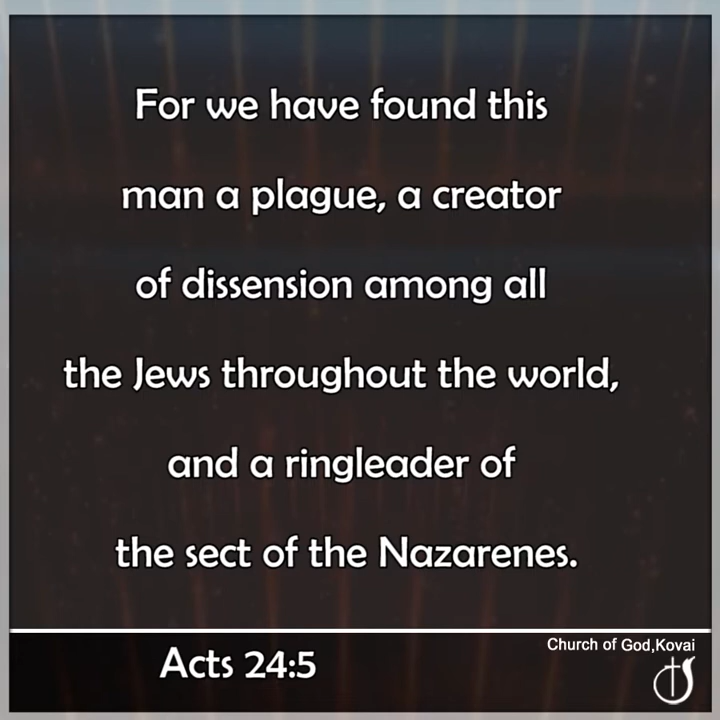 For we have found this
man a plague, a creator
of dissension among all
the Jews throughout the world,
and a ringleader of
the sect of the Nazarenes.
Acts 24:5
Church of God,Kovai